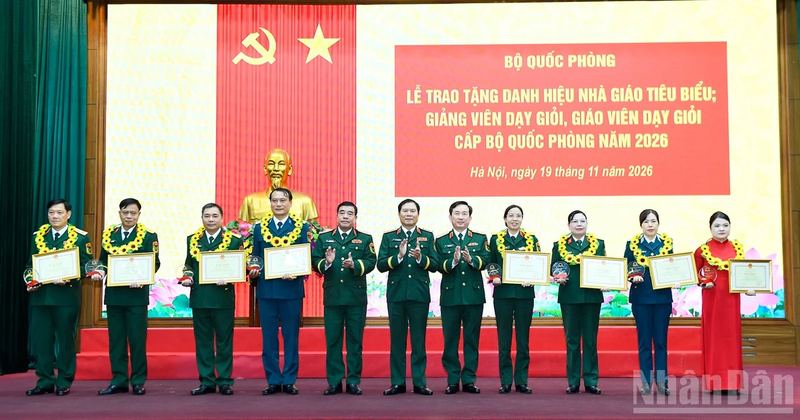 BỘ QUỐC PHÒNG
LỄ TRAO TẶNG DANH HIỆU NHÀ GIÁO TIÊU BIỂU;
GIẢNG VIÊN DẠY GIỎI, GIÁO VIÊN DẠY GIỎI
CẤP BỘ QUỐC PHÒNG NĂM 2026
Hà Nội, ngày 19 tháng 11 năm 2026
NhânDân
NhânDân